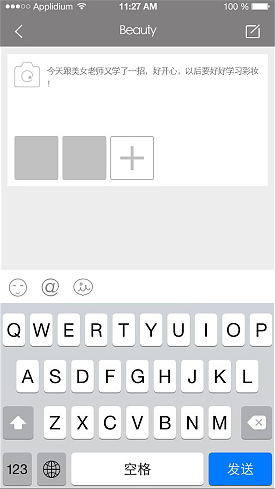 Applidium 11:27 AM 100 %
Beauty
今天跟美女老师又学了一招，好开心，以后要好好学习彩妆
！
@
Q W E R T Y U I O P
A S D F G H J K L
Z X C V B N M
123 空格 发送